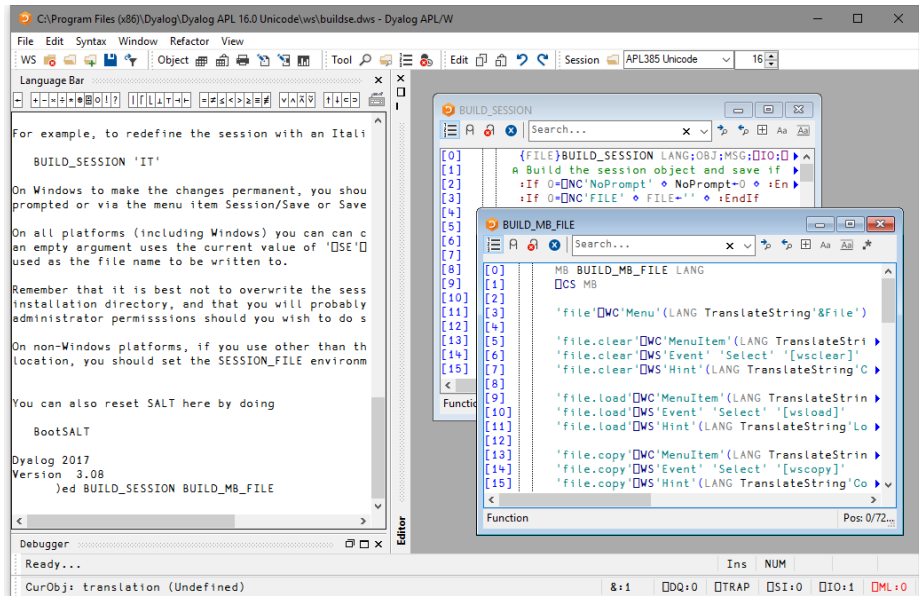 C:\Program Files (x86)\Dyalog\Dyalog APL 16.0 Unicode\ws\buildse.dws - Dyalog APL/W
File Edit Syntax Window Refactor View
WS Object Tool Edit Session APL385 Unicode 16
Language Bar
For example, to redefine the session with an Itali
BUILD_SESSION 'IT'
On Windows to make the changes permanent, you shou
prompted or via the menu item Session/Save or Save
On all platforms (including Windows) you can can c
an empty argument uses the current value of '⎕SE'⎕
used as the file name to be written to.
Remember that it is best not to overwrite the sess
installation directory, and that you will probably
administrator permisssions should you wish to do s
On non-Windows platforms, if you use other than th
location, you should set the SESSION_FILE environm
You can also reset SALT here by doing
BootSALT
Dyalog 2017
Version 3.08
)ed BUILD_SESSION BUILD_MB_FILE
Editor
BUILD_SESSION
Search...
[0] {FILE}BUILD_SESSION LANG;OBJ;MSG;⎕IO;⎕
[1] ⍝ Build the session object and save if
[2] :If 0=⎕NC'NoPrompt' ⋄ NoPrompt←0 ⋄ :En
[3] :If 0=⎕NC'FILE' ⋄ FILE←'' ⋄ :EndIf
[4]
[5]
[6]
[7]
[8]
[9]
[10]
[11]
[12]
[13]
[14]
[15]
Functio
BUILD_MB_FILE
Search...
[0] MB BUILD_MB_FILE LANG
[1] ⎕CS MB
[2]
[3] 'file'⎕WC'Menu'(LANG TranslateString'&File')
[4]
[5] 'file.clear'⎕WC'MenuItem'(LANG TranslateStri
[6] 'file.clear'⎕WS'Event' 'Select' '[wsclear]'
[7] 'file.clear'⎕WS'Hint'(LANG TranslateString'C
[8]
[9] 'file.load'⎕WC'MenuItem'(LANG TranslateStrin
[10] 'file.load'⎕WS'Event' 'Select' '[wsload]'
[11] 'file.load'⎕WS'Hint'(LANG TranslateString'Lo
[12]
[13] 'file.copy'⎕WC'MenuItem'(LANG TranslateStrin
[14] 'file.copy'⎕WS'Event' 'Select' '[wscopy]'
[15] 'file.copy'⎕WS'Hint'(LANG TranslateString'Co
Function Pos: 0/72...
Debugger
Ready... Ins NUM
CurObj: translation (Undefined) &:1 ⎕DQ:0 ⎕TRAP ⎕SI:0 ⎕IO:1 ⎕ML:0